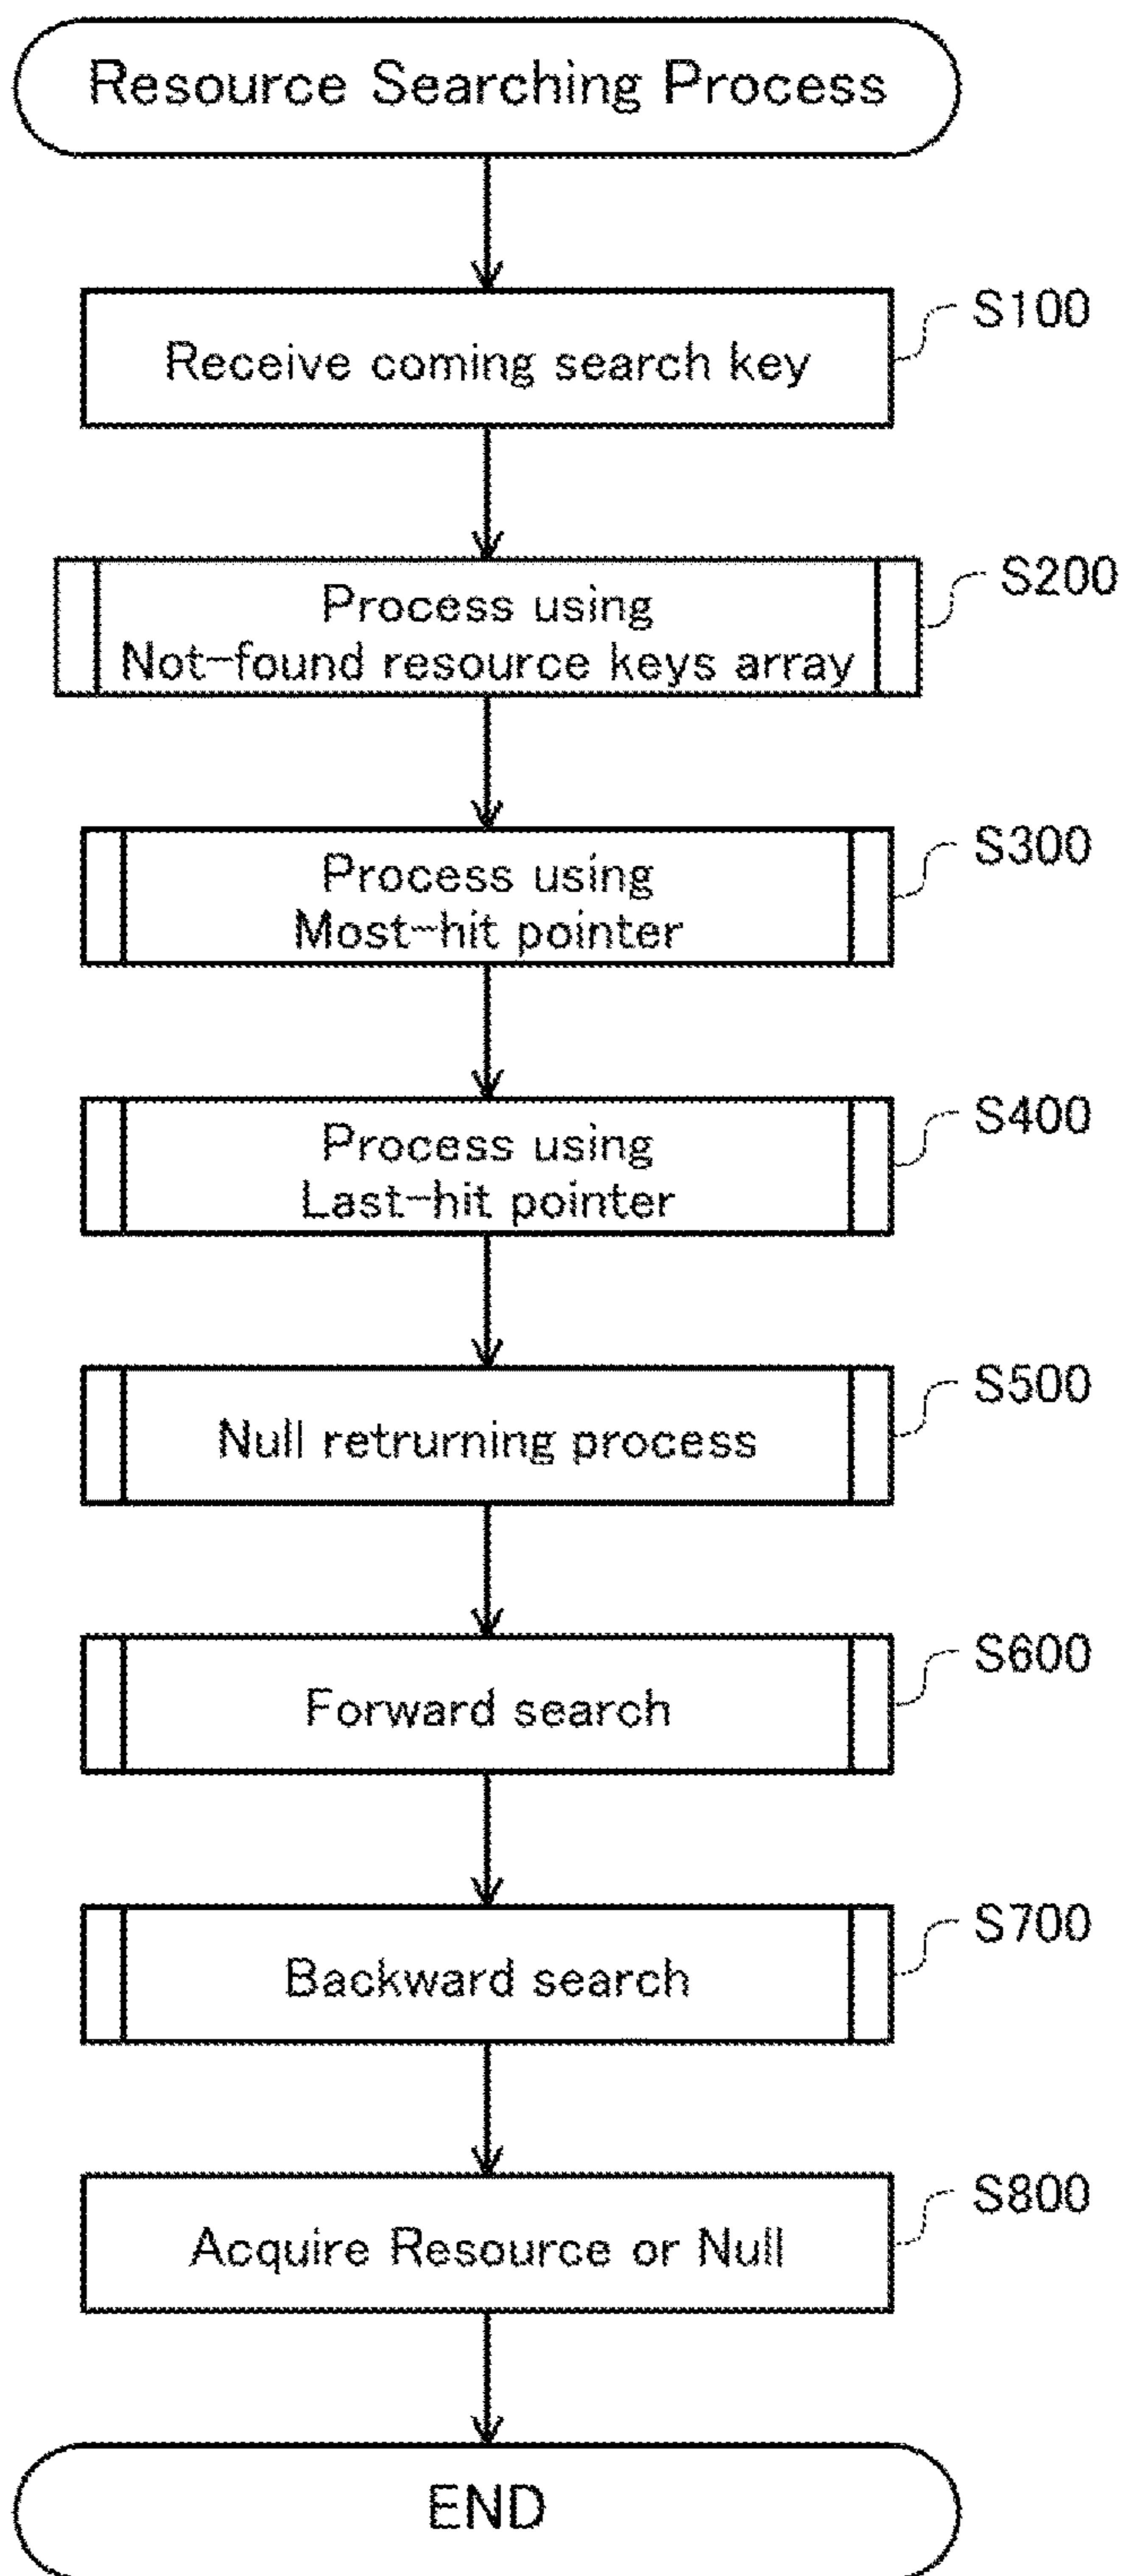 Resource Searching Process
S100
Receive coming search key
S200
Process using
Not-found resource keys array
S300
Process using
Most-hit pointer
S400
Process using
Last-hit pointer
S500
Null retrurning process
S600
Forward search
S700
Backward search
S800
Acquire Resource or Null
END